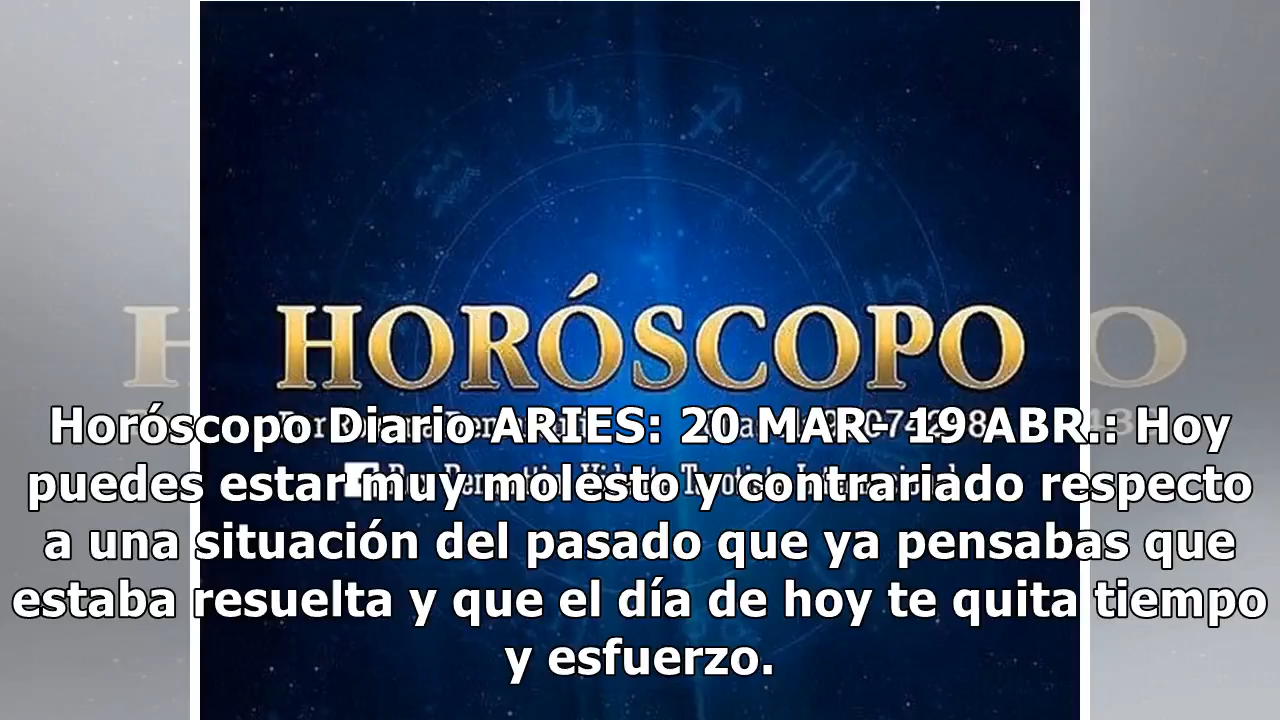 HORÓSCOPO
Horóscopo Diario ARIES: 20 MAR- 19 ABR.: Hoy
puedes estar muy molesto y contrariado respecto
a una situación del pasado que ya pensabas que
estaba resuelta y que el día de hoy te quita tiempo
y esfuerzo.